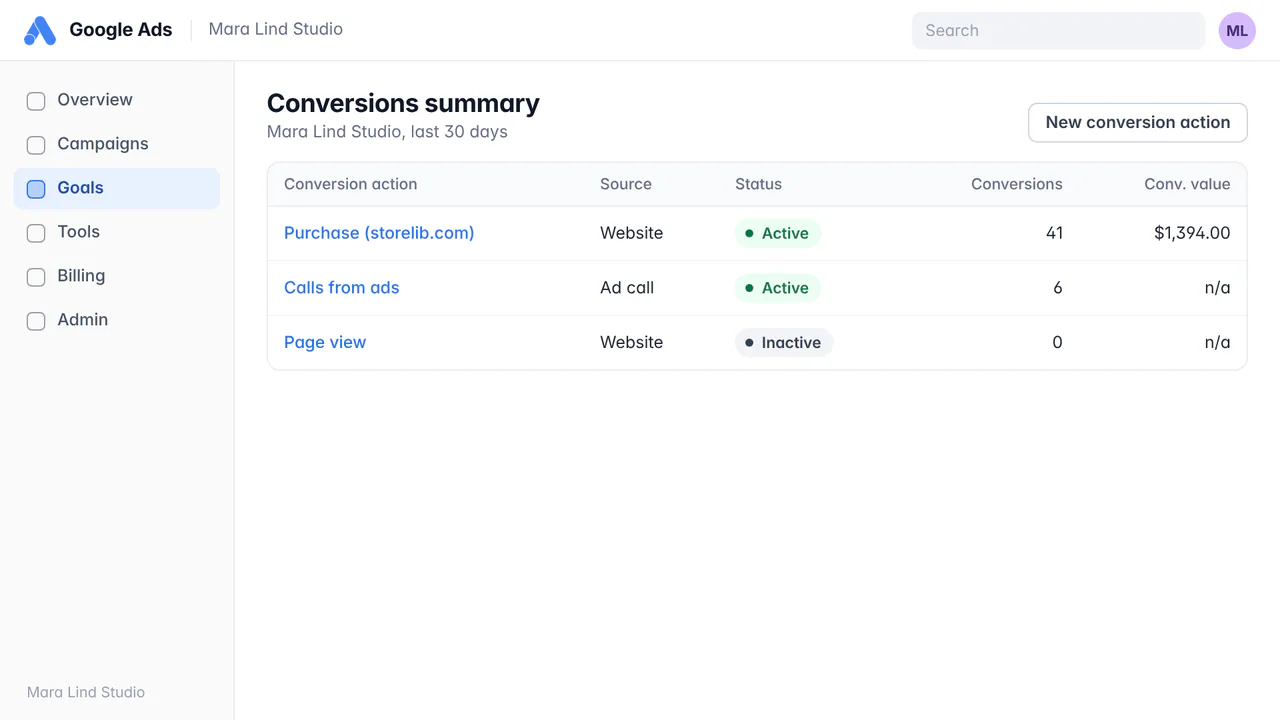 Google Ads
Mara Lind Studio
Search
ML
Overview
Campaigns
Goals
Tools
Billing
Admin
Mara Lind Studio
Conversions summary
Mara Lind Studio, last 30 days
New conversion action
Conversion action Source Status Conversions Conv. value
Purchase (storelib.com) Website Active 41 $1,394.00
Calls from ads Ad call Active 6 n/a
Page view Website Inactive 0 n/a